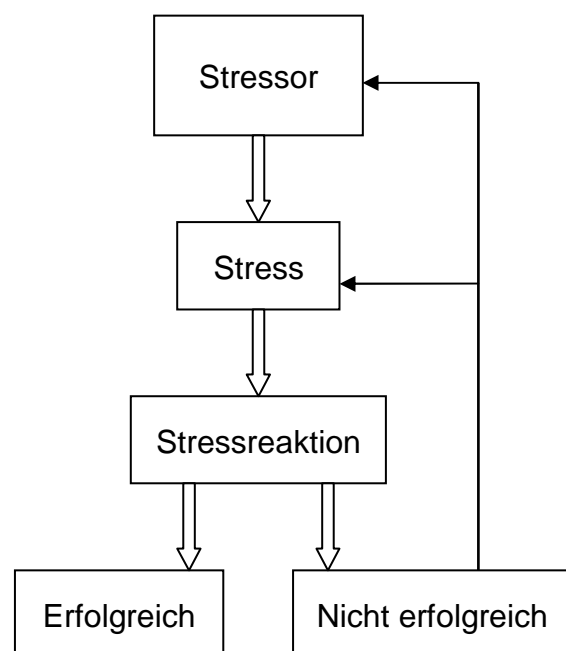 Stressor
Stress
Stressreaktion
Erfolgreich
Nicht erfolgreich